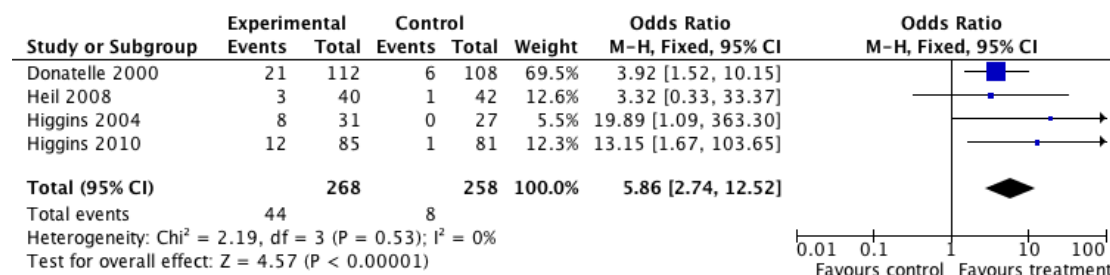 Experimental Control Odds Ratio Odds Ratio
Study or Subgroup Events Total Events Total Weight M-H, Fixed, 95% CI M-H, Fixed, 95% CI
Donatelle 2000 21 112 6 108 69.5% 3.92 [1.52, 10.15]
Heil 2008 3 40 1 42 12.6% 3.32 [0.33, 33.37]
Higgins 2004 8 31 0 27 5.5% 19.89 [1.09, 363.30]
Higgins 2010 12 85 1 81 12.3% 13.15 [1.67, 103.65]
Total (95% CI) 268 258 100.0% 5.86 [2.74, 12.52]
Total events 44 8
Heterogeneity: Chi² = 2.19, df = 3 (P = 0.53); I² = 0%
Test for overall effect: Z = 4.57 (P < 0.00001)
0.01 0.1 1 10 100
Favours control Favours treatment